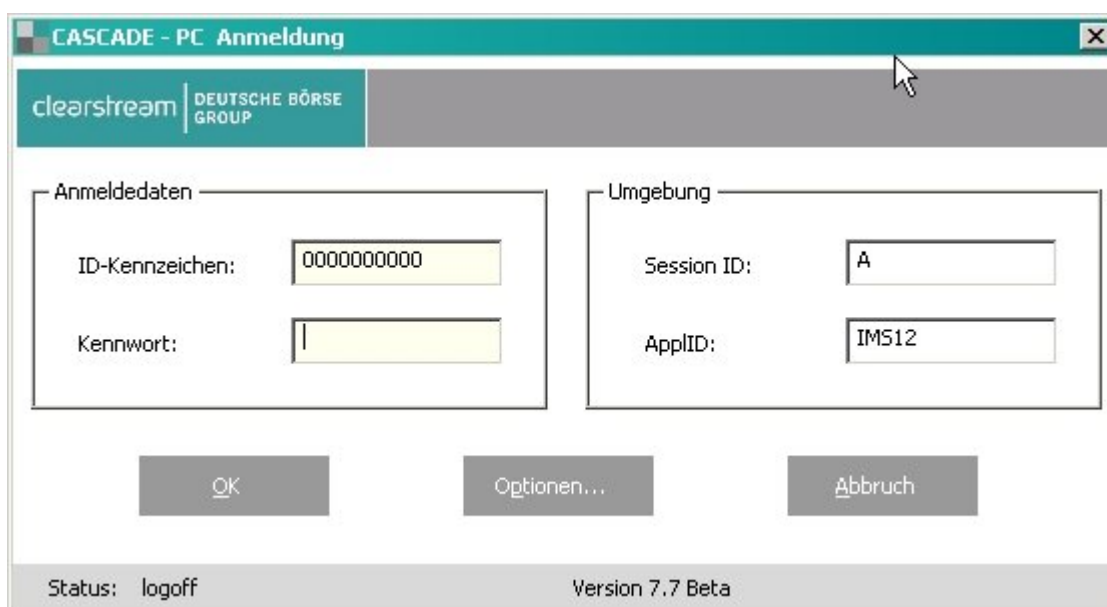 CASCADE - PC Anmeldung
clearstream
DEUTSCHE BÖRSE
GROUP
Anmeldedaten
ID-Kennzeichen: 0000000000
Kennwort:
Umgebung
Session ID: A
ApplID: IMS12
OK
Optionen...
Abbruch
Status: logoff
Version 7.7 Beta